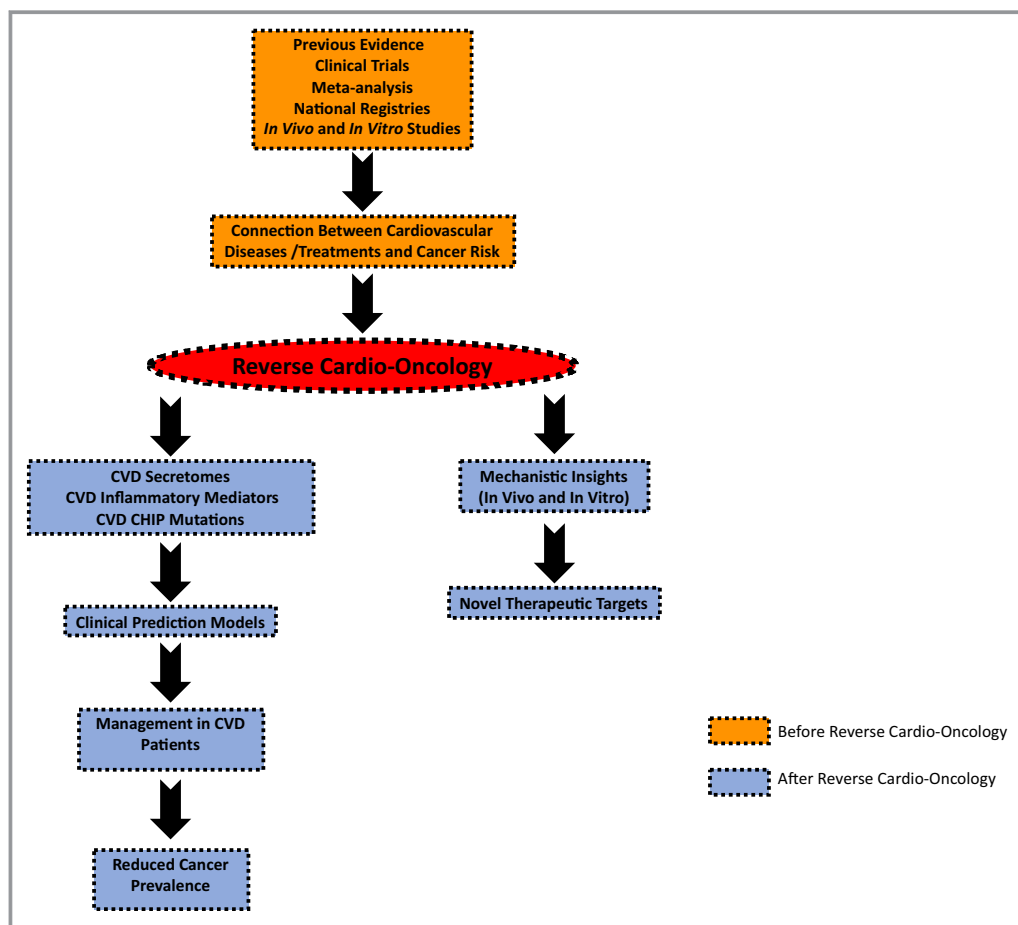 Previous Evidence
Clinical Trials
Meta-analysis
National Registries
In Vivo and In Vitro Studies
Connection Between Cardiovascular
Diseases /Treatments and Cancer Risk
Reverse Cardio-Oncology
CVD Secretomes
CVD Inflammatory Mediators
CVD CHIP Mutations
Mechanistic Insights
(In Vivo and In Vitro)
Clinical Prediction Models
Novel Therapeutic Targets
Management in CVD
Patients
Reduced Cancer
Prevalence
Before Reverse Cardio-Oncology
After Reverse Cardio-Oncology